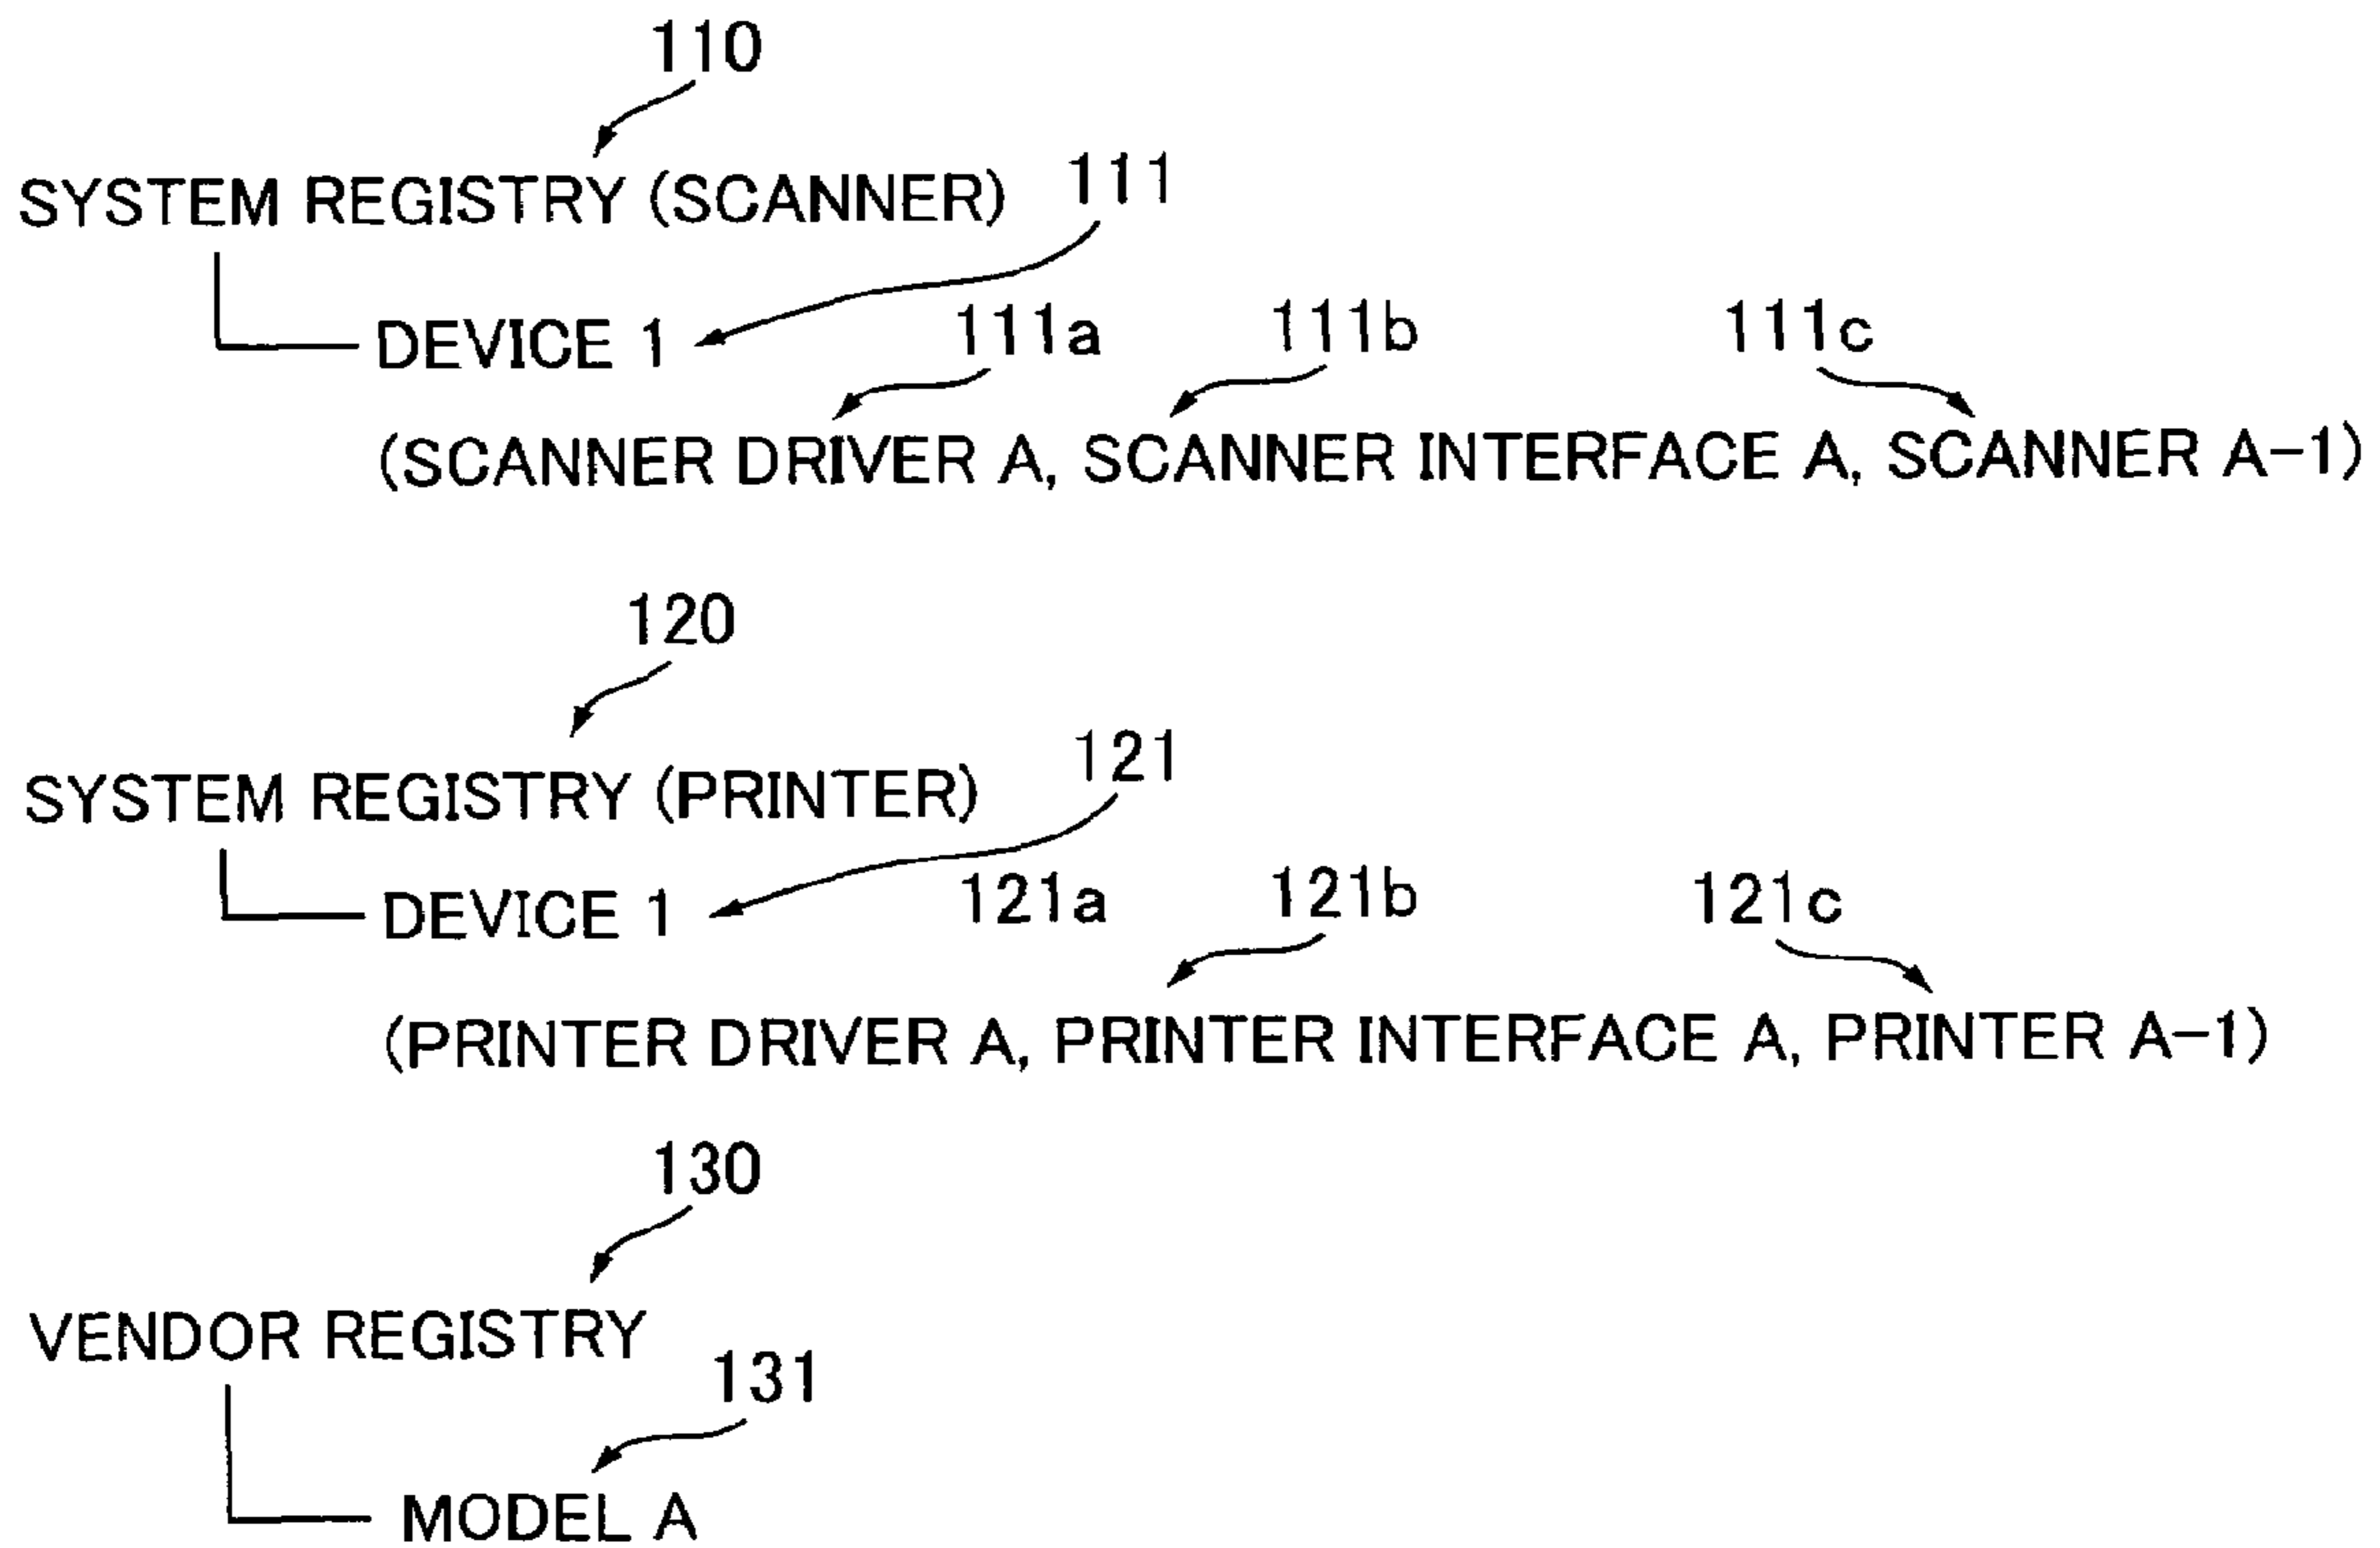 110
SYSTEM REGISTRY (SCANNER) 111
DEVICE 1 111a 111b 111c
(SCANNER DRIVER A, SCANNER INTERFACE A, SCANNER A-1)
120
SYSTEM REGISTRY (PRINTER) 121
DEVICE 1 121a 121b 121c
(PRINTER DRIVER A, PRINTER INTERFACE A, PRINTER A-1)
130
VENDOR REGISTRY
131
MODEL A